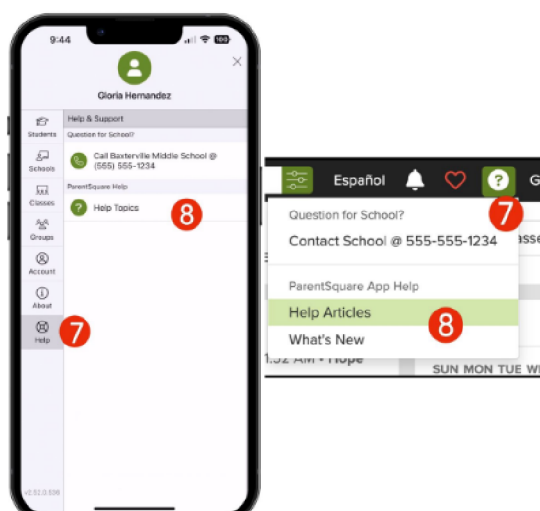 9:44
100
Gloria Hernandez
Help & Support
Students
Question for School?
Schools
Call Baxterville Middle School @
(555) 555-1234
Classes
ParentSquare Help
Help Topics
8
Groups
Account
About
Help
7
Español
?
7
Question for School?
Contact School @ 555-555-1234
ParentSquare App Help
Help Articles
8
What's New
1:52 AM • Hope
SUN MON TUE